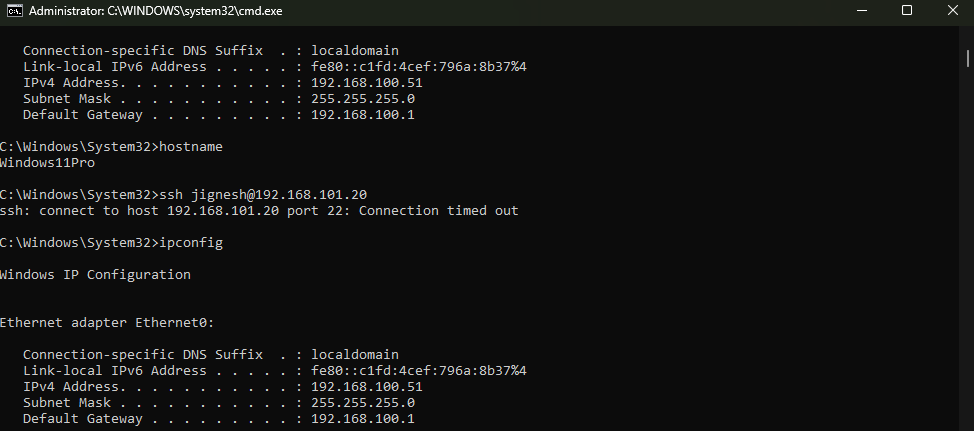 Administrator: C:\WINDOWS\system32\cmd.exe
Connection-specific DNS Suffix  . : localdomain
Link-local IPv6 Address . . . . . : fe80::c1fd:4cef:796a:8b37%4
IPv4 Address. . . . . . . . . . . : 192.168.100.51
Subnet Mask . . . . . . . . . . . : 255.255.255.0
Default Gateway . . . . . . . . . : 192.168.100.1
C:\Windows\System32>hostname
Windows11Pro
C:\Windows\System32>ssh jignesh@192.168.101.20
ssh: connect to host 192.168.101.20 port 22: Connection timed out
C:\Windows\System32>ipconfig
Windows IP Configuration
Ethernet adapter Ethernet0:
Connection-specific DNS Suffix  . : localdomain
Link-local IPv6 Address . . . . . : fe80::c1fd:4cef:796a:8b37%4
IPv4 Address. . . . . . . . . . . : 192.168.100.51
Subnet Mask . . . . . . . . . . . : 255.255.255.0
Default Gateway . . . . . . . . . : 192.168.100.1